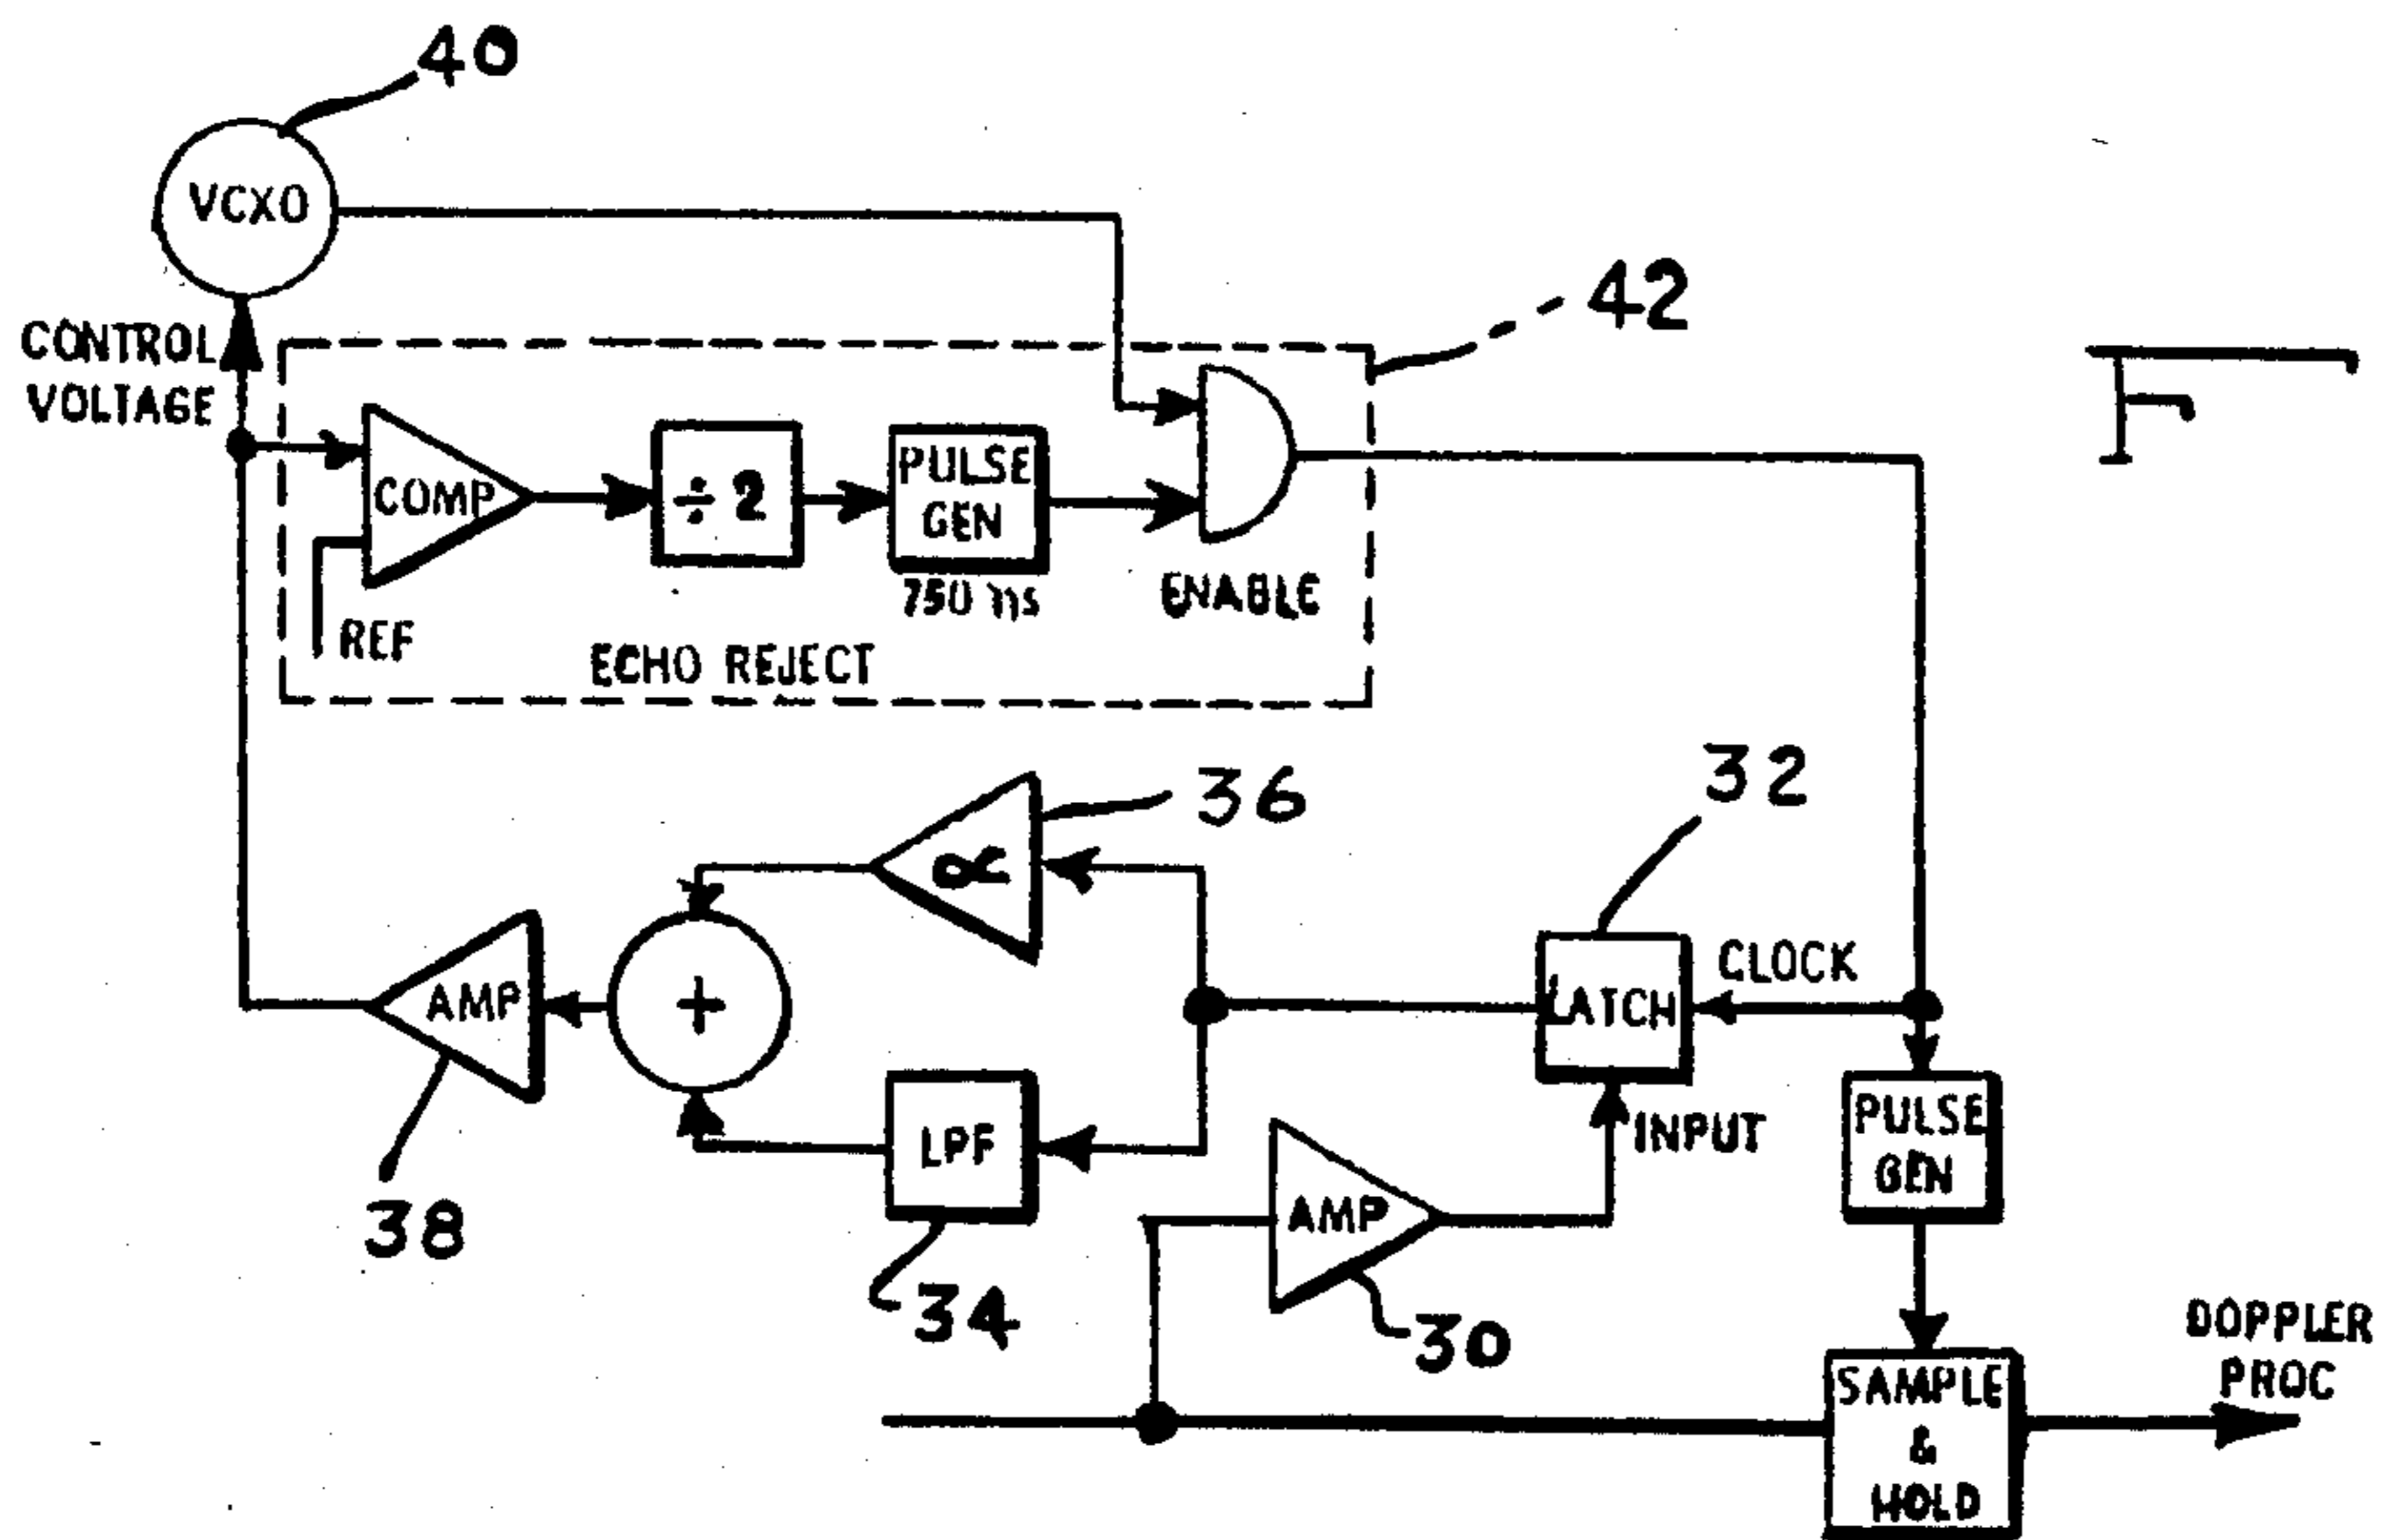 40
VCXO
42
CONTROL
VOLTAGE
COMP
÷ 2
PULSE
GEN
750 ns
ENABLE
REF
ECHO REJECT
F
36
32
∝
AMP
+
LATCH
CLOCK
LPF
INPUT
PULSE
GEN
AMP
38
34
30
DOPPLER
PROC
SAMPLE
&
HOLD